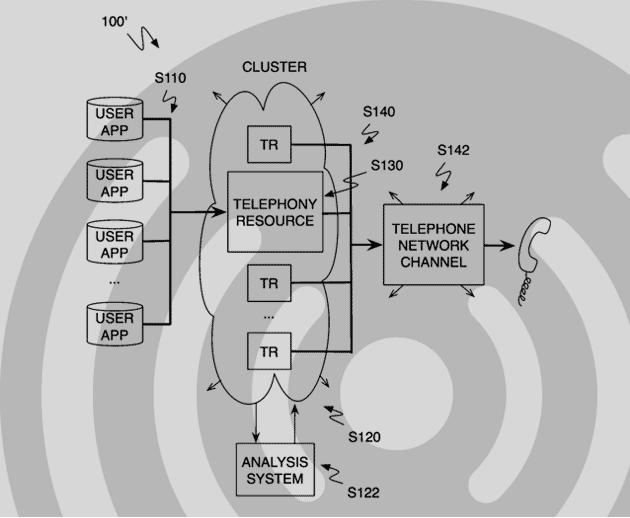 100'
CLUSTER
S110
USER
APP
USER
APP
USER
APP
...
USER
APP
TR
TELEPHONY
RESOURCE
TR
...
TR
S140
S130
S142
TELEPHONE
NETWORK
CHANNEL
S120
ANALYSIS
SYSTEM
S122